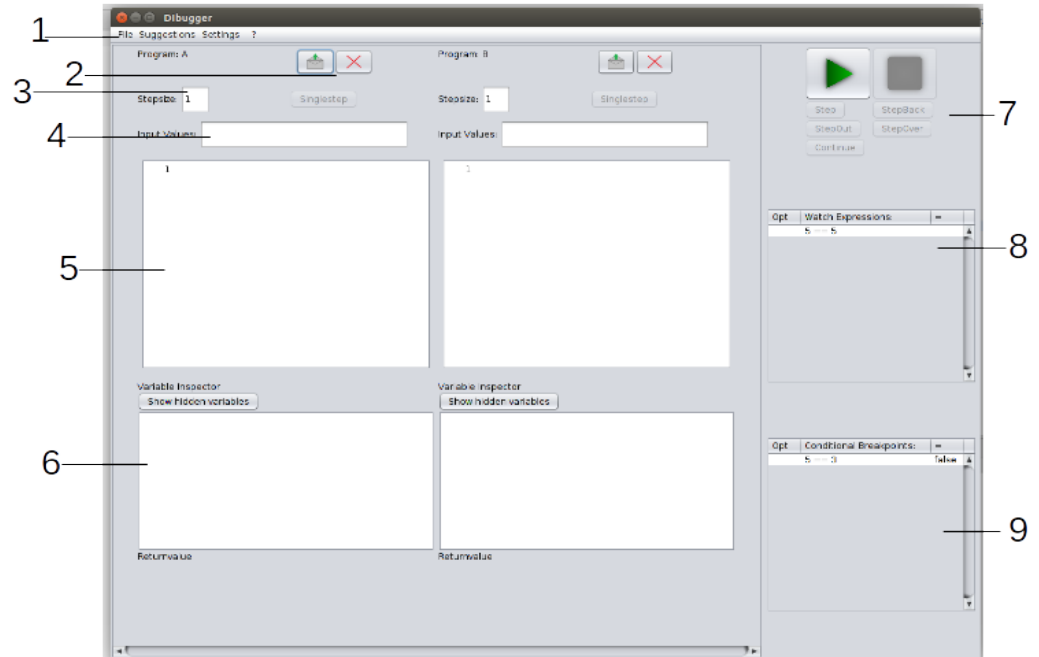 DIbugger
1
File Suggestions Settings ?
Program: A
Program: B
2
3
Stepsize: 1
Singlestep
Stepsize: 1
Singlestep
Step
StepBack
7
4
Input Values:
Input Values:
StepOut
StepOver
Continue
1
1
Opt Watch Expressions: =
5 == 5
8
5
Variable Inspector
Variable Inspector
Show hidden variables
Show hidden variables
Opt Conditional Breakpoints: =
5 == 3 false
6
9
Returnvalue
Returnvalue